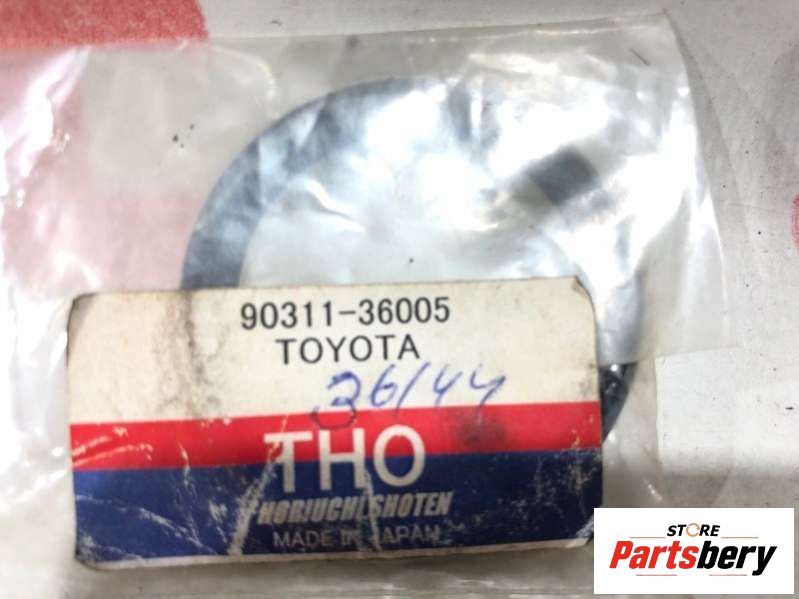 90311-36005
TOYOTA
36/44
THO
HORIUCHI SHOTEN
MADE IN JAPAN
STORE
Partsbery